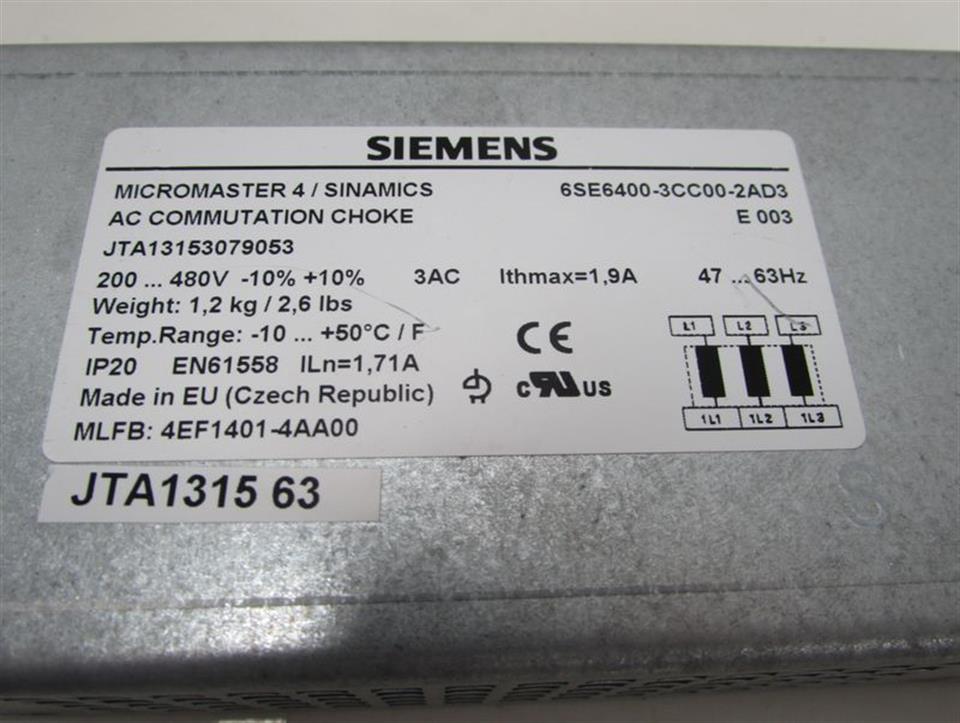 SIEMENS
MICROMASTER 4 / SINAMICS 6SE6400-3CC00-2AD3
AC COMMUTATION CHOKE E 003
JTA13153079053
200 ... 480V -10% +10% 3AC Ithmax=1,9A 47 ... 63Hz
Weight: 1,2 kg / 2,6 lbs
Temp.Range: -10 ... +50°C / F
L1 L2 L3
IP20 EN61558 ILn=1,71A
CE
Made in EU (Czech Republic)
c RU US
1L1 1L2 1L3
MLFB: 4EF1401-4AA00
JTA1315 63